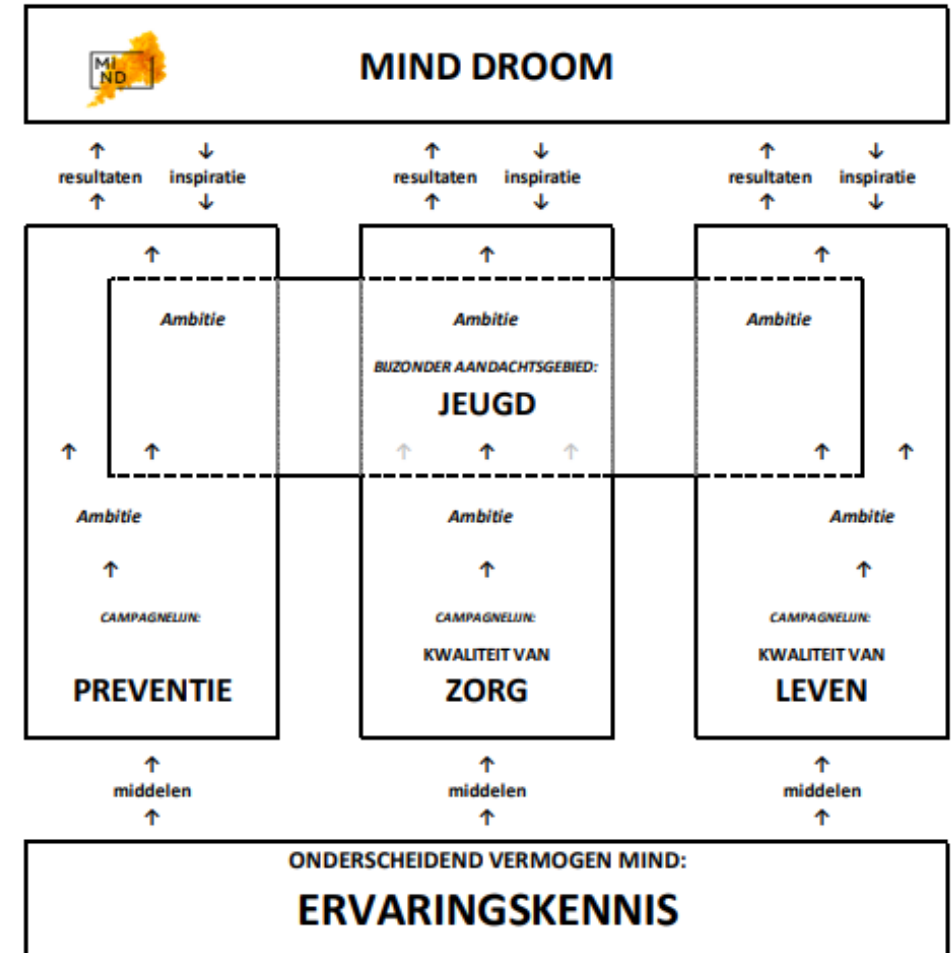 MI
ND
MIND DROOM
resultaten inspiratie resultaten inspiratie resultaten inspiratie
Ambitie Ambitie Ambitie
BIJZONDER AANDACHTSGEBIED:
JEUGD
Ambitie Ambitie Ambitie
CAMPAGNELIJN: CAMPAGNELIJN: CAMPAGNELIJN:
KWALITEIT VAN KWALITEIT VAN
PREVENTIE ZORG LEVEN
middelen middelen middelen
ONDERSCHEIDEND VERMOGEN MIND:
ERVARINGSKENNIS